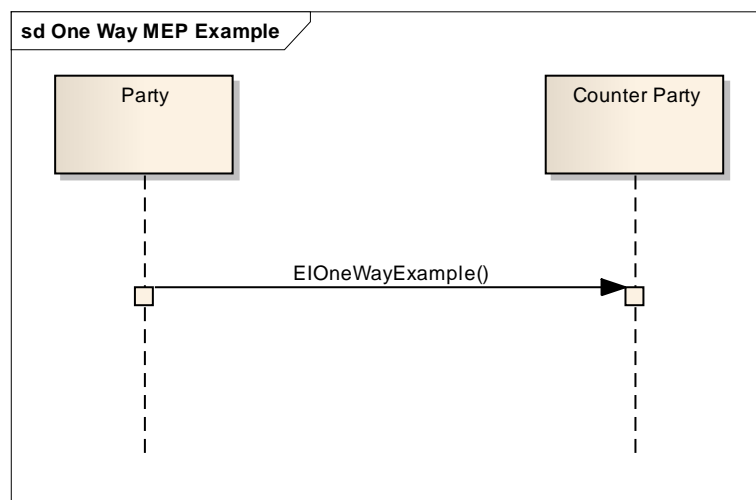 sd One Way MEP Example
Party
Counter Party
EIOneWayExample()